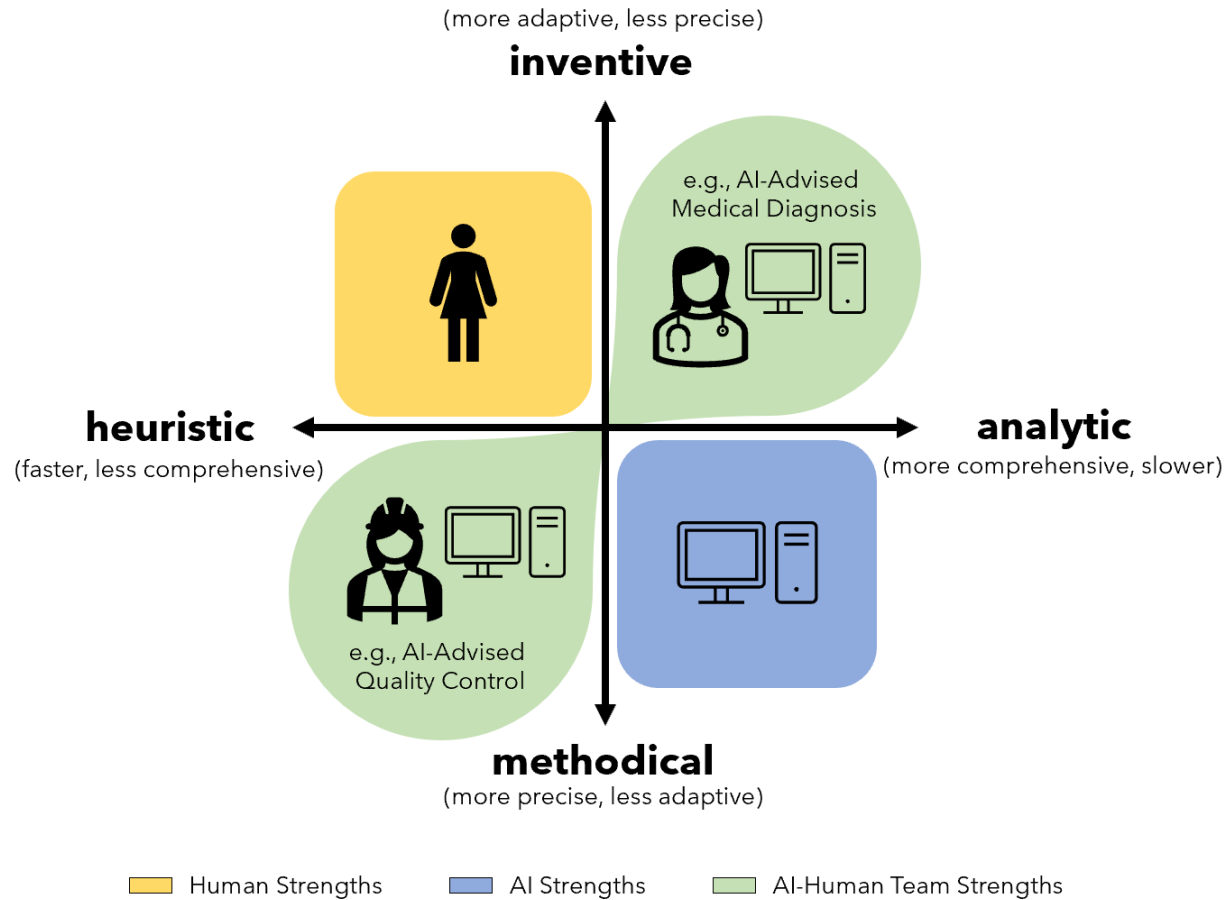 (more adaptive, less precise)
inventive
e.g., AI-Advised
Medical Diagnosis
heuristic
(faster, less comprehensive)
analytic
(more comprehensive, slower)
e.g., AI-Advised
Quality Control
methodical
(more precise, less adaptive)
Human Strengths
AI Strengths
AI-Human Team Strengths